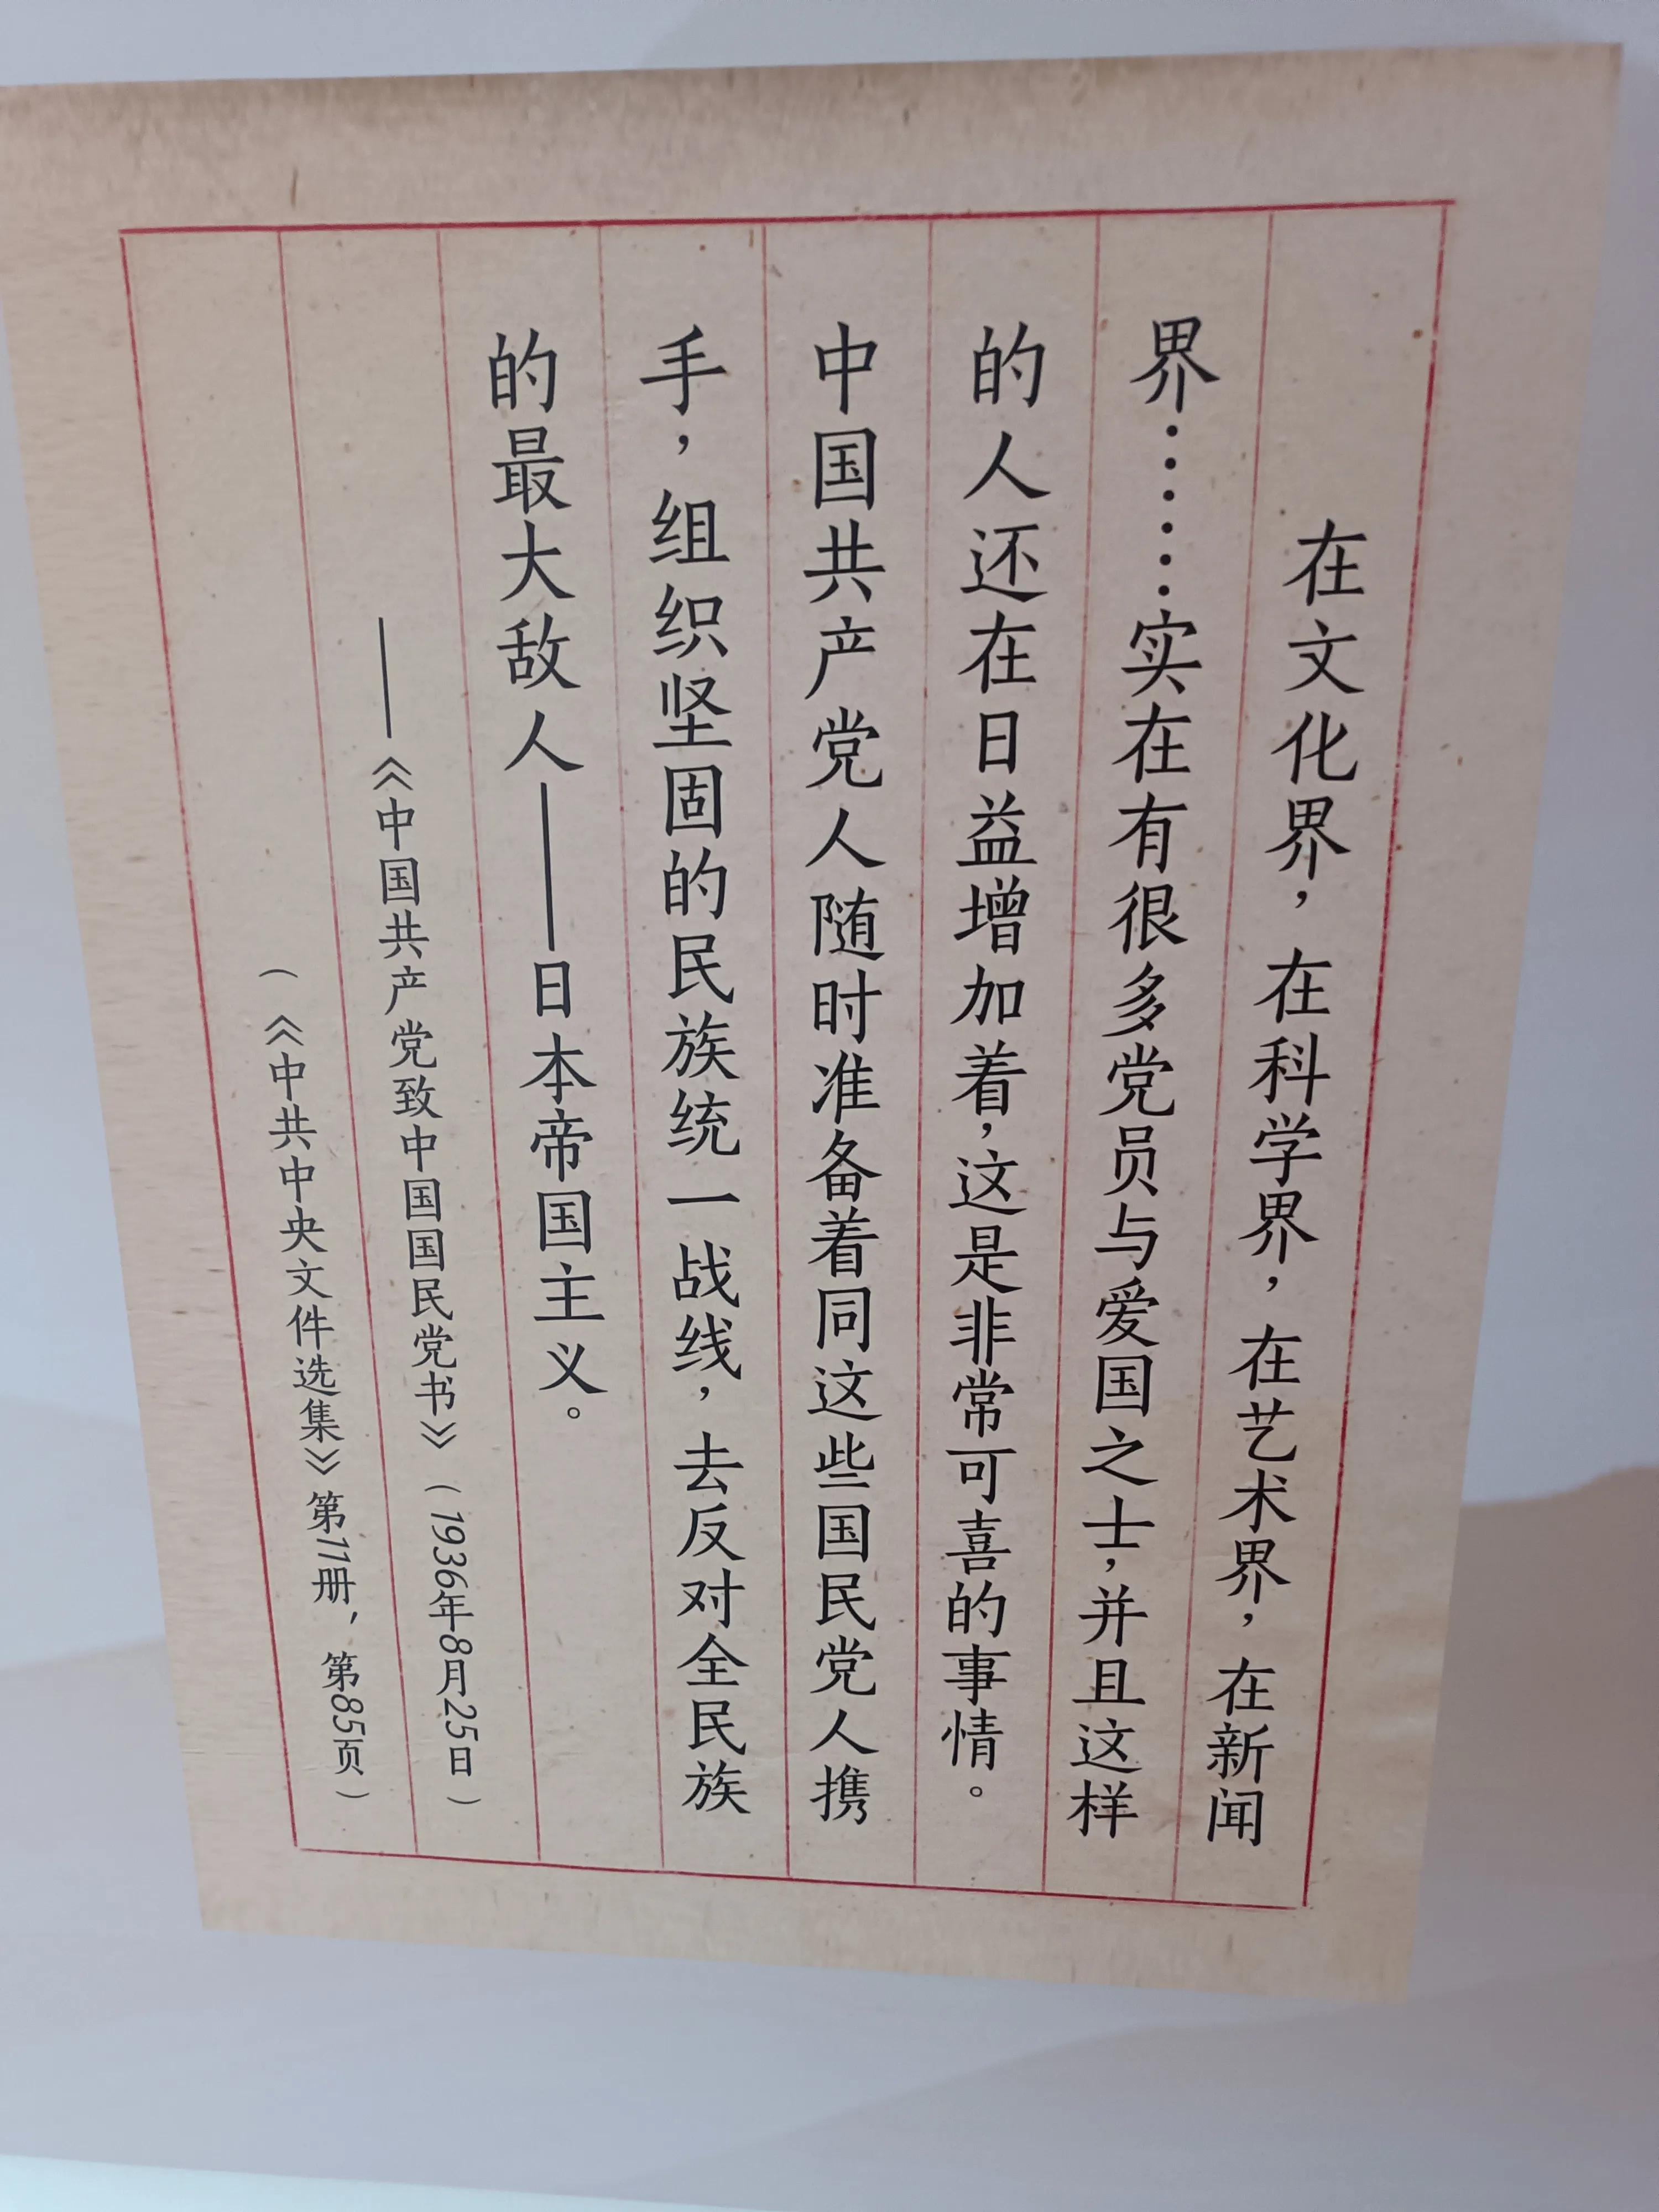 在文化界，在科学界，在艺术界，在新闻
界……实在有很多党员与爱国之士，并且这样
的人还在日益增加着，这是非常可喜的事情。
中国共产党人随时准备着同这些国民党人携
手，组织坚固的民族统一战线，去反对全民族
的最大敌人——日本帝国主义。
——《中国共产党致中国国民党书》（1936年8月25日）
（《中共中央文件选集》第11册，第85页）